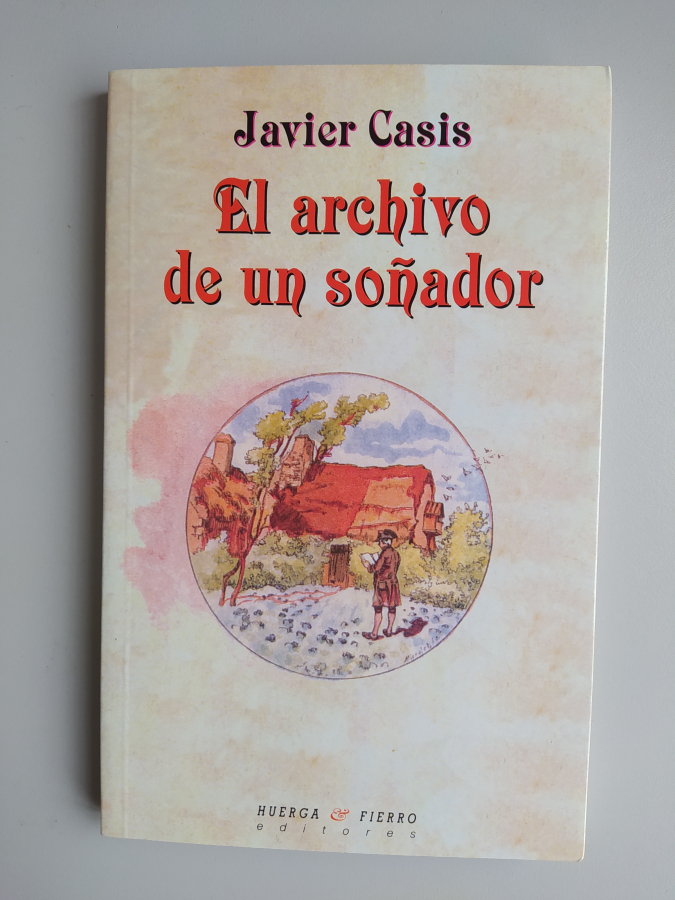 Javier Casis
El archivo
de un soñador
HUERGA & FIERRO
editores